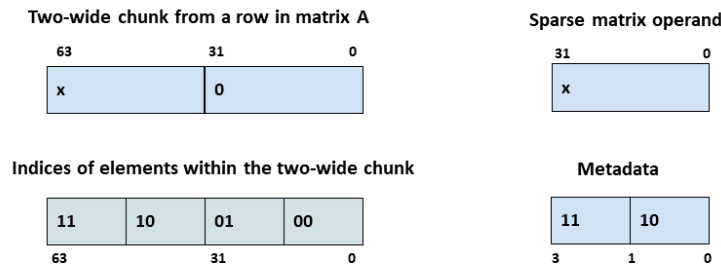 Two-wide chunk from a row in matrix A
63 31 0
x 0
Indices of elements within the two-wide chunk
11 10 01 00
63 31 0
Sparse matrix operand
31 0
x
Metadata
11 10
3 1 0